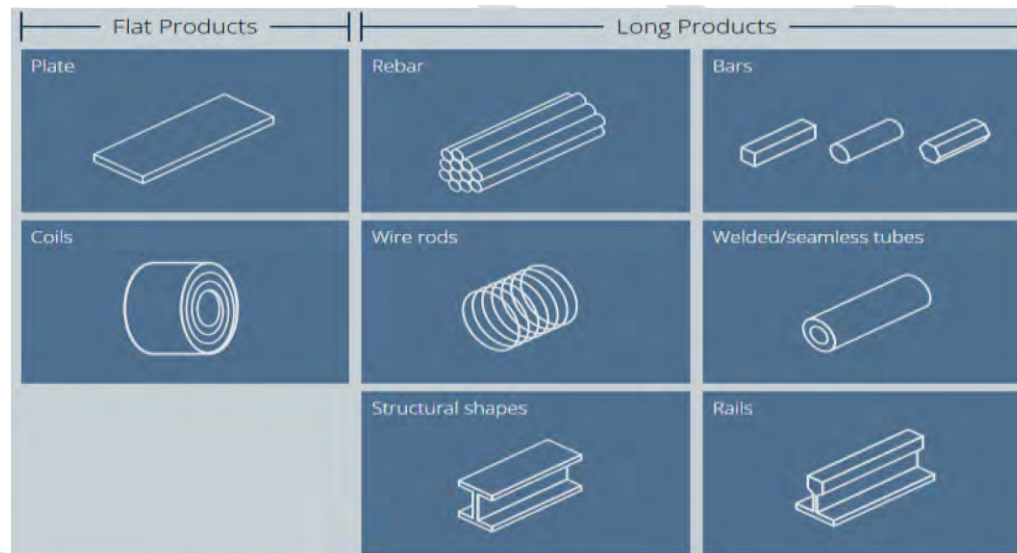 Flat Products
Long Products
Plate
Rebar
Bars
Coils
Wire rods
Welded/seamless tubes
Structural shapes
Rails